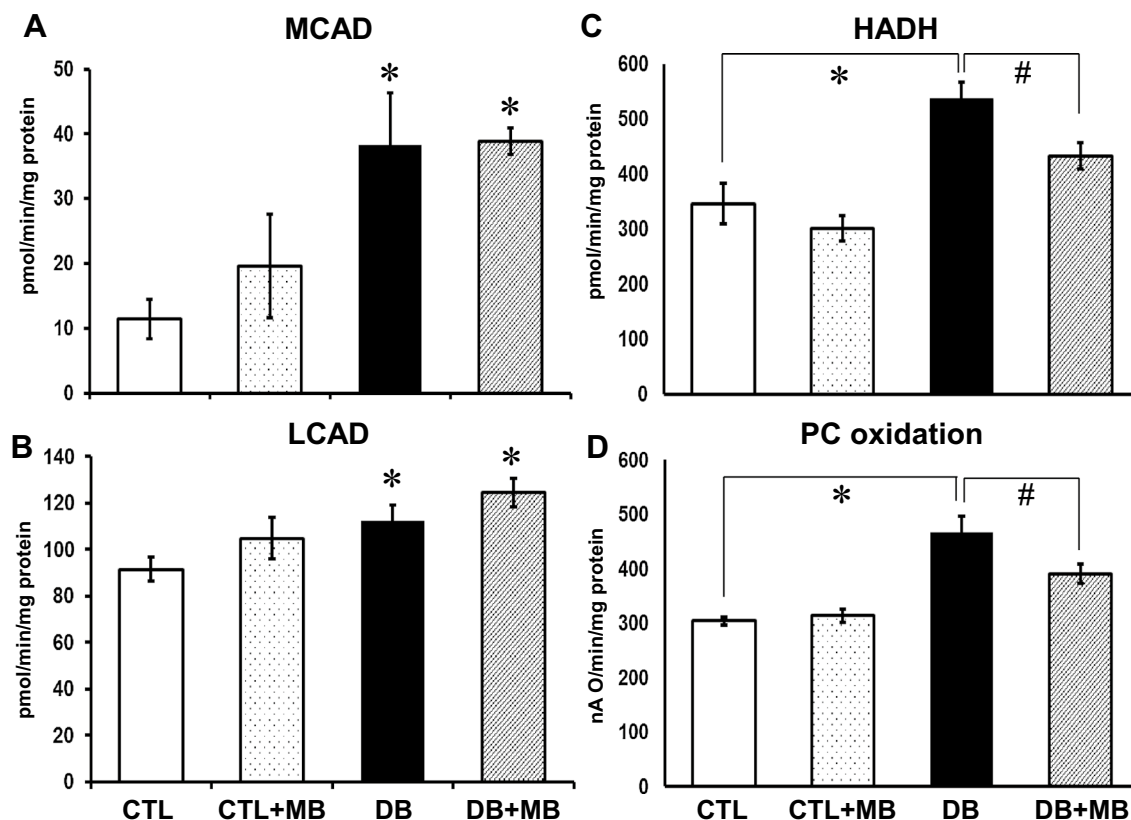 A
MCAD
pmol/min/mg protein
50
40
30
20
10
0
*
*
B
LCAD
pmol/min/mg protein
140
120
100
80
60
40
20
0
*
*
CTL
CTL+MB
DB
DB+MB
C
HADH
pmol/min/mg protein
600
500
400
300
200
100
0
*
#
D
PC oxidation
nA O/min/mg protein
600
500
400
300
200
100
0
*
#
CTL
CTL+MB
DB
DB+MB